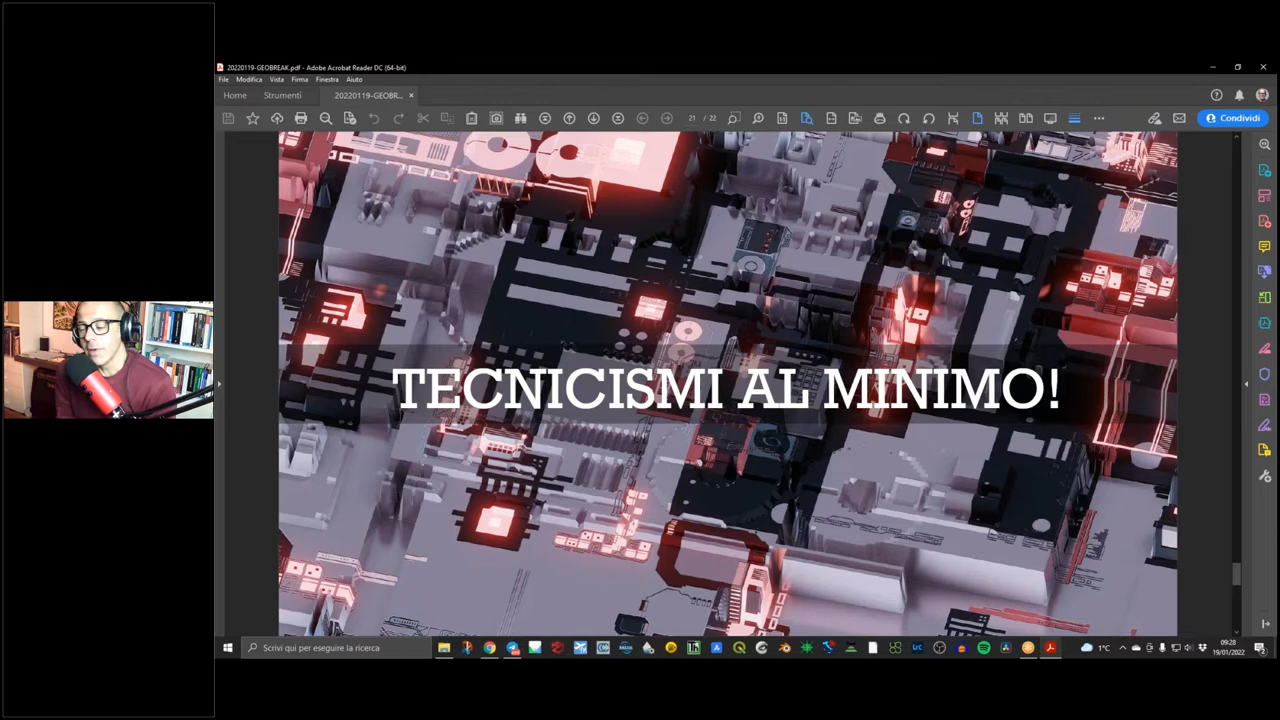 20220119-GEOBREAK.pdf - Adobe Acrobat Reader DC (64-bit)
File Modifica Vista Firma Finestra Aiuto
Home Strumenti 20220119-GEOBR... ×
21 / 22
Condividi
TECNICISMI AL MINIMO!
Scrivi qui per eseguire la ricerca
1°C
09:28
19/01/2022